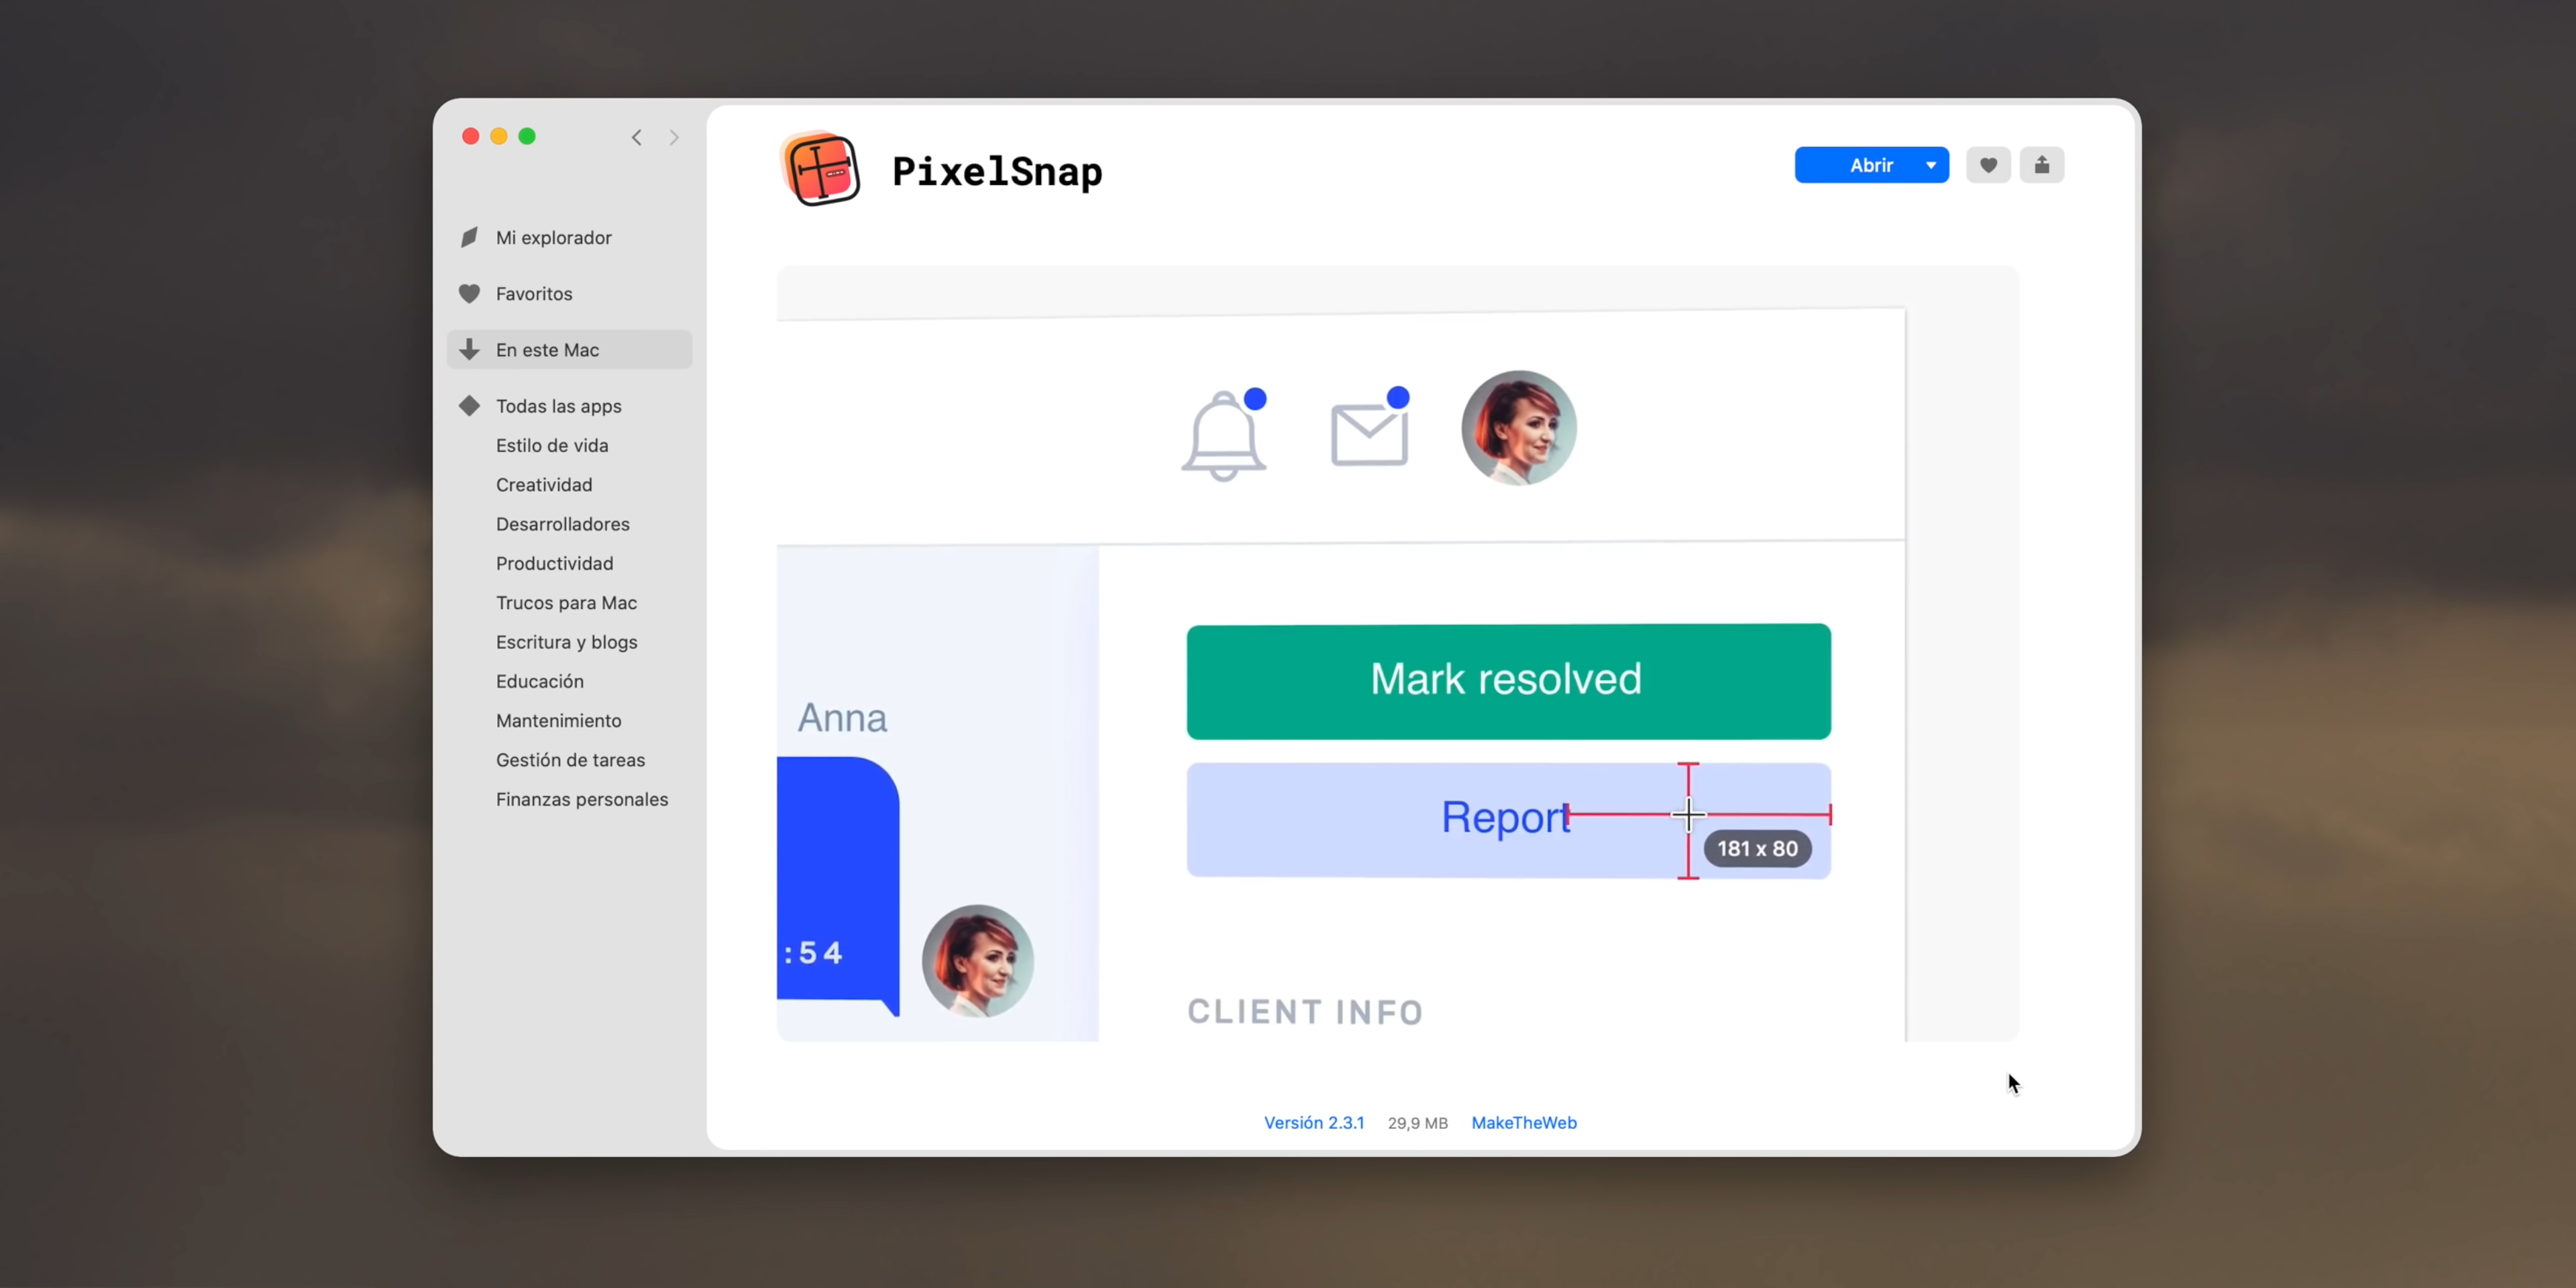 PixelSnap
Abrir
Mi explorador
Favoritos
En este Mac
Todas las apps
Estilo de vida
Creatividad
Desarrolladores
Productividad
Trucos para Mac
Escritura y blogs
Educación
Mantenimiento
Gestión de tareas
Finanzas personales
Mark resolved
Anna
Report
181 x 80
:54
CLIENT INFO
Versión 2.3.1 29,9 MB MakeTheWeb